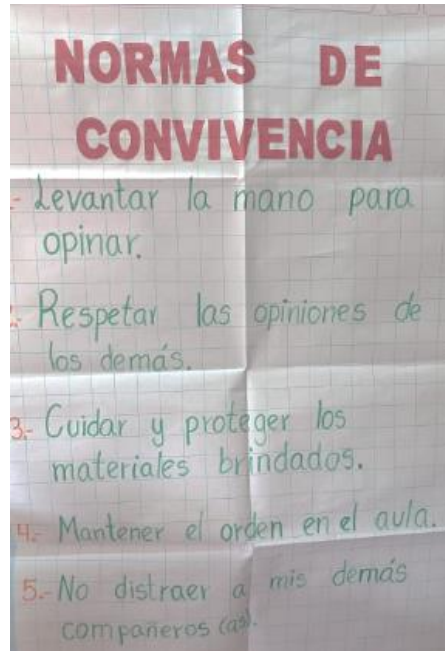 NORMAS DE
CONVIVENCIA
.- Levantar la mano para
opinar.
.- Respetar las opiniones de
los demás.
3.- Cuidar y proteger los
materiales brindados.
4.- Mantener el orden en el aula.
5.- No distraer a mis demás
compañeros (as).